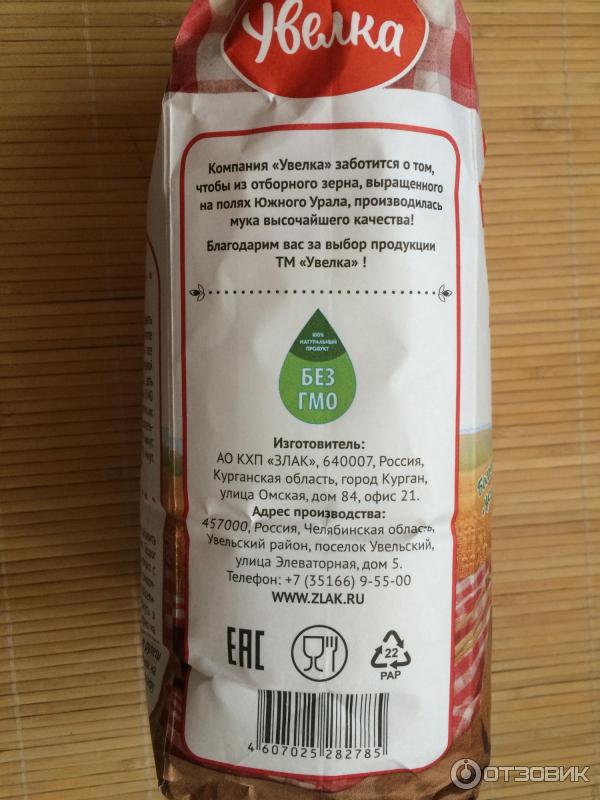 Увелка
Компания «Увелка» заботится о том,
чтобы из отборного зерна, выращенного
на полях Южного Урала, производилась
мука высочайшего качества!
Благодарим вас за выбор продукции
ТМ «Увелка» !
100%
НАТУРАЛЬНЫЙ
ПРОДУКТ
БЕЗ
ГМО
Изготовитель:
АО КХП «ЗЛАК», 640007, Россия,
Курганская область, город Курган,
улица Омская, дом 84, офис 21.
Адрес производства:
457000, Россия, Челябинская область,
Увельский район, поселок Увельский,
улица Элеваторная, дом 5.
Телефон: +7 (35166) 9-55-00
WWW.ZLAK.RU
EAC
22
PAP
4 607025 282785
ОТЗОВИК